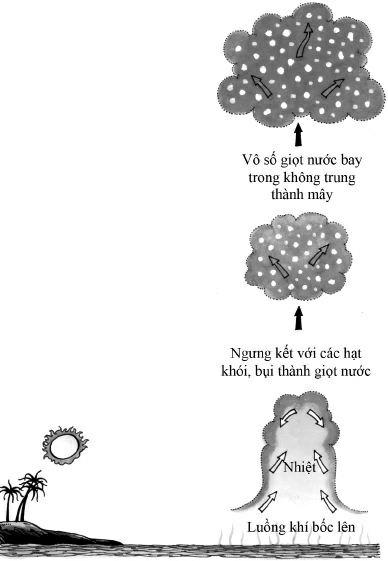 Vô số giọt nước bay
trong không trung
thành mây
Ngưng kết với các hạt
khói, bụi thành giọt nước
Nhiệt
Luồng khí bốc lên